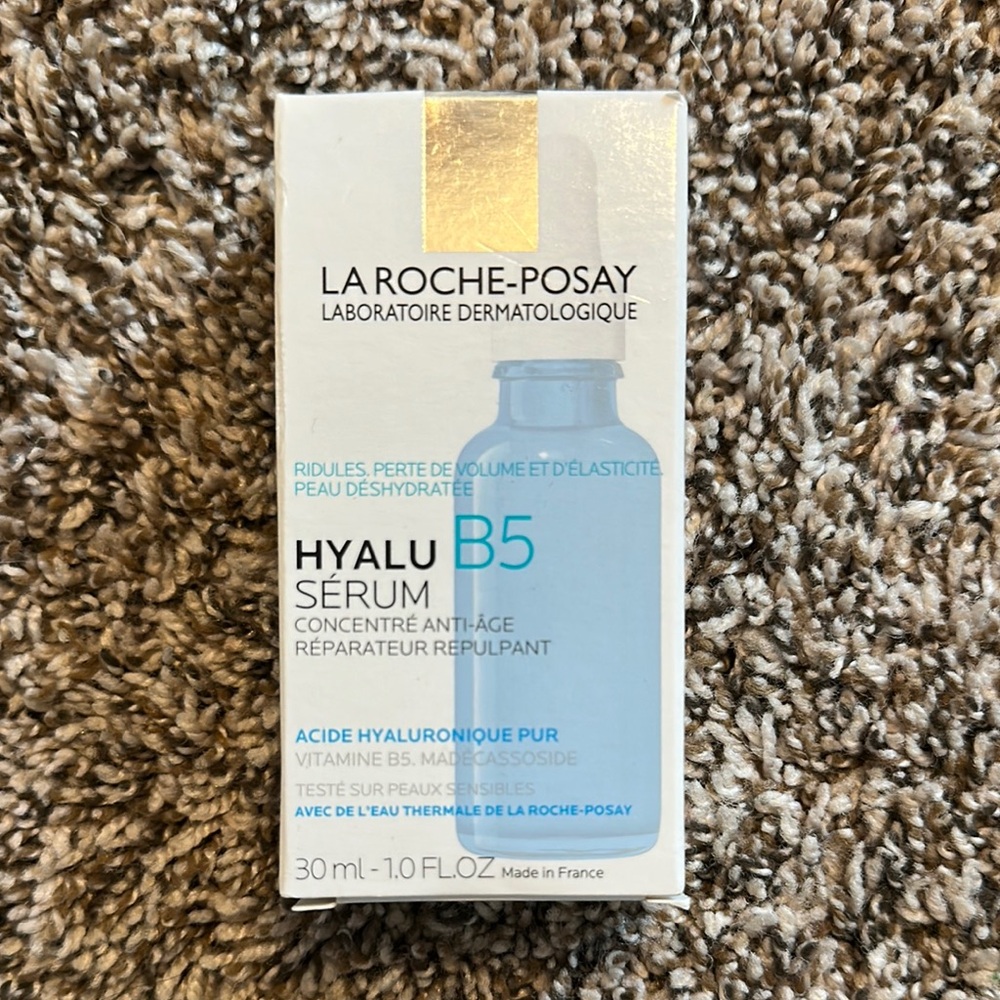 LA ROCHE-POSAY
LABORATOIRE DERMATOLOGIQUE
RIDULES. PERTE DE VOLUME ET D'ÉLASTICITÉ.
PEAU DÉSHYDRATÉE
HYALU B5
SÉRUM
CONCENTRÉ ANTI-ÂGE
RÉPARATEUR REPULPANT
ACIDE HYALURONIQUE PUR
VITAMINE B5. MADÉCASSOSIDE
TESTÉ SUR PEAUX SENSIBLES
AVEC DE L'EAU THERMALE DE LA ROCHE-POSAY
30 ml - 1.0 FL.OZ Made in France